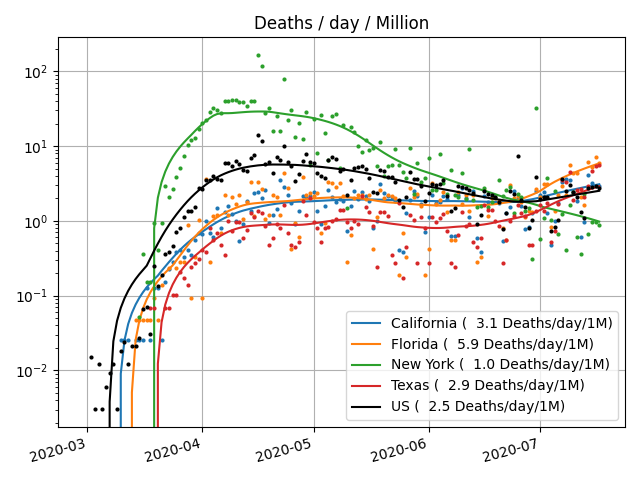 Deaths / day / Million
10²
10¹
10⁰
10⁻¹
10⁻²
California (  3.1 Deaths/day/1M)
Florida (  5.9 Deaths/day/1M)
New York (  1.0 Deaths/day/1M)
Texas (  2.9 Deaths/day/1M)
US (  2.5 Deaths/day/1M)
2020-03
2020-04
2020-05
2020-06
2020-07